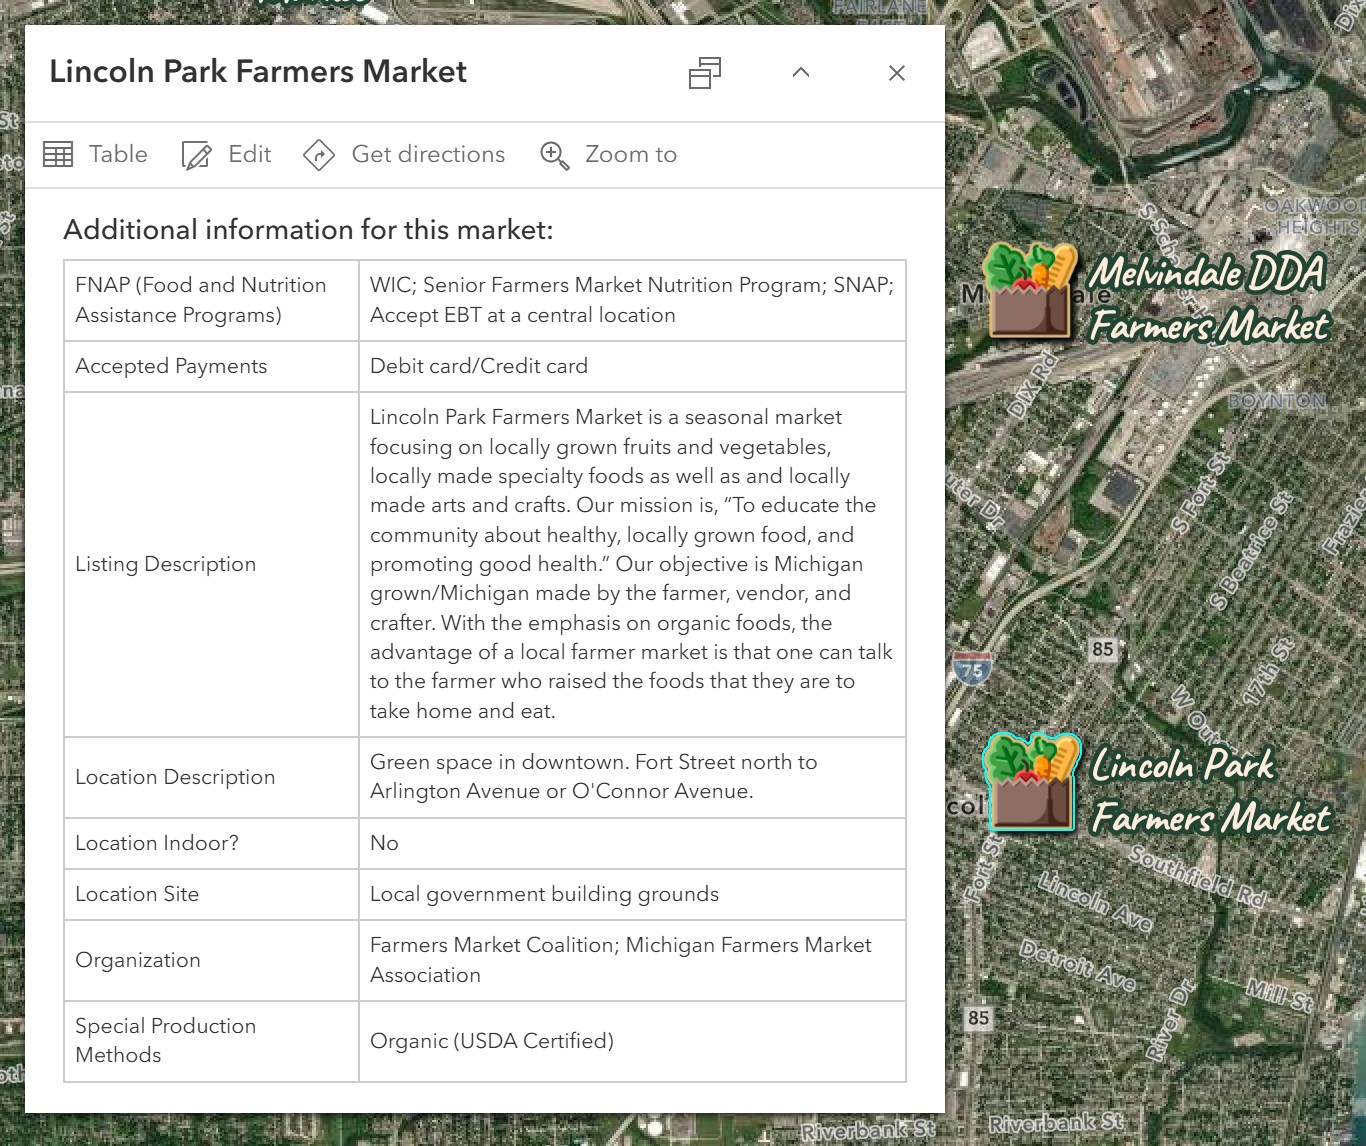 FAIRLANE
Lincoln Park Farmers Market
Table
Edit
Get directions
Zoom to
Additional information for this market:
FNAP (Food and Nutrition
Assistance Programs)
WIC; Senior Farmers Market Nutrition Program; SNAP;
Accept EBT at a central location
Accepted Payments
Debit card/Credit card
Listing Description
Lincoln Park Farmers Market is a seasonal market
focusing on locally grown fruits and vegetables,
locally made specialty foods as well as and locally
made arts and crafts. Our mission is, “To educate the
community about healthy, locally grown food, and
promoting good health.” Our objective is Michigan
grown/Michigan made by the farmer, vendor, and
crafter. With the emphasis on organic foods, the
advantage of a local farmer market is that one can talk
to the farmer who raised the foods that they are to
take home and eat.
Location Description
Green space in downtown. Fort Street north to
Arlington Avenue or O'Connor Avenue.
Location Indoor?
No
Location Site
Local government building grounds
Organization
Farmers Market Coalition; Michigan Farmers Market
Association
Special Production
Methods
Organic (USDA Certified)
OAKWOOD
HEIGHTS
Melvindale DDA
Farmers Market
Dix Rd
BOYNTON
S Fort St
S Beatrice St
85
75
17th St
Lincoln Park
Farmers Market
Fort St
Southfield Rd
Lincoln Ave
Detroit Ave
Mill St
River Dr
85
Riverbank St
Riverbank St